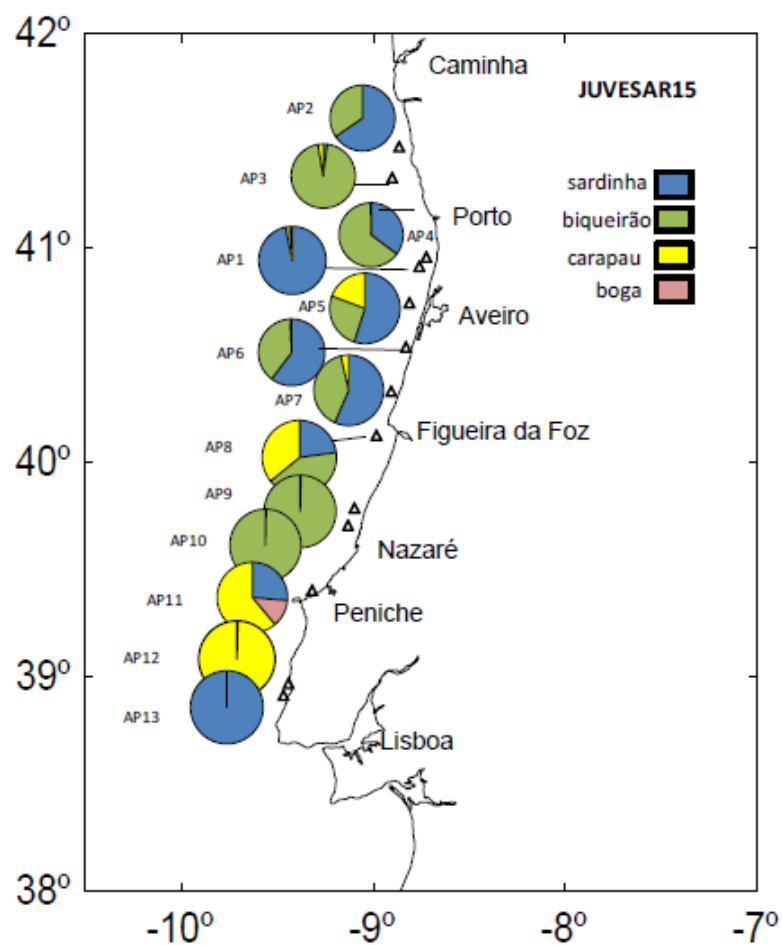 42º
Caminha
JUVESAR15
AP2
AP3
sardinha
biqueirão
carapau
boga
Porto
41º
AP4
AP1
AP5
Aveiro
AP6
AP7
Figueira da Foz
40º
AP8
AP9
AP10
Nazaré
AP11
Peniche
39º
AP12
AP13
Lisboa
38º
-10º -9º -8º -7º